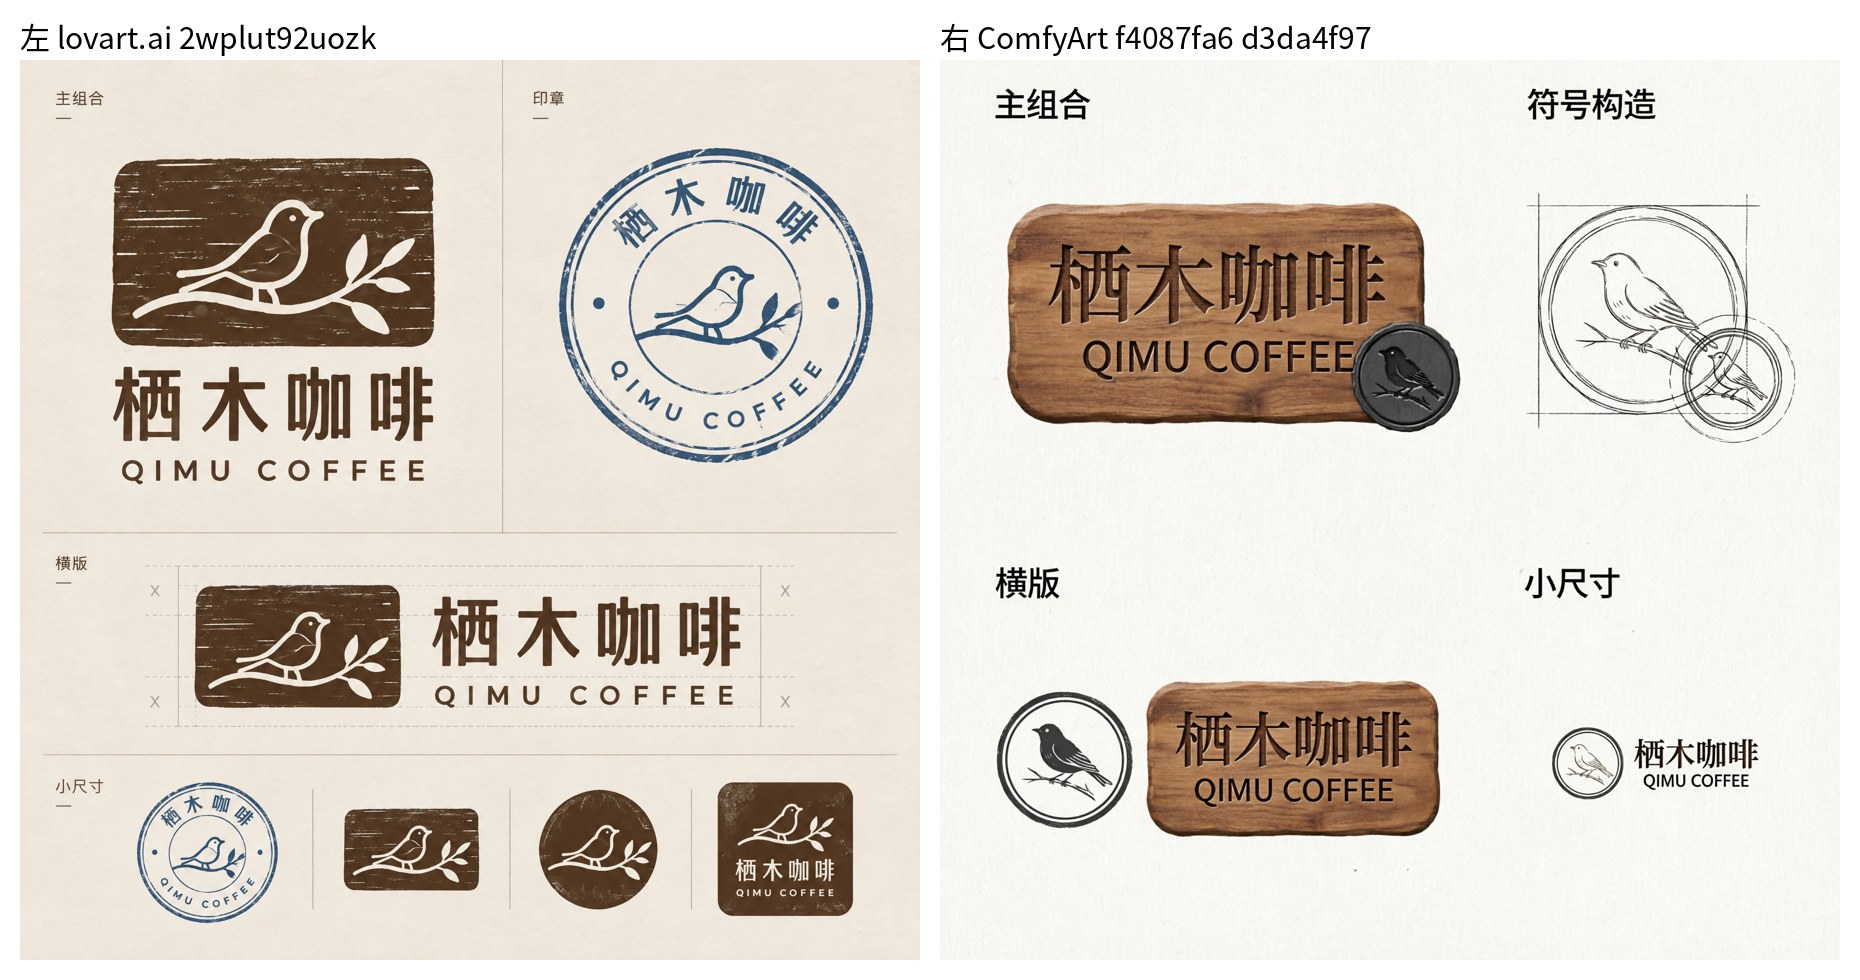 左 lovart.ai 2wplut92uozk
主组合
印章
栖木咖啡
QIMU COFFEE
栖木咖啡
QIMU COFFEE
横版
X
X
栖木咖啡
QIMU COFFEE
X
X
小尺寸
栖木咖啡
QIMU COFFEE
栖木咖啡
QIMU COFFEE
右 ComfyArt f4087fa6 d3da4f97
主组合
符号构造
栖木咖啡
QIMU COFFEE
横版
小尺寸
栖木咖啡
QIMU COFFEE
栖木咖啡
QIMU COFFEE